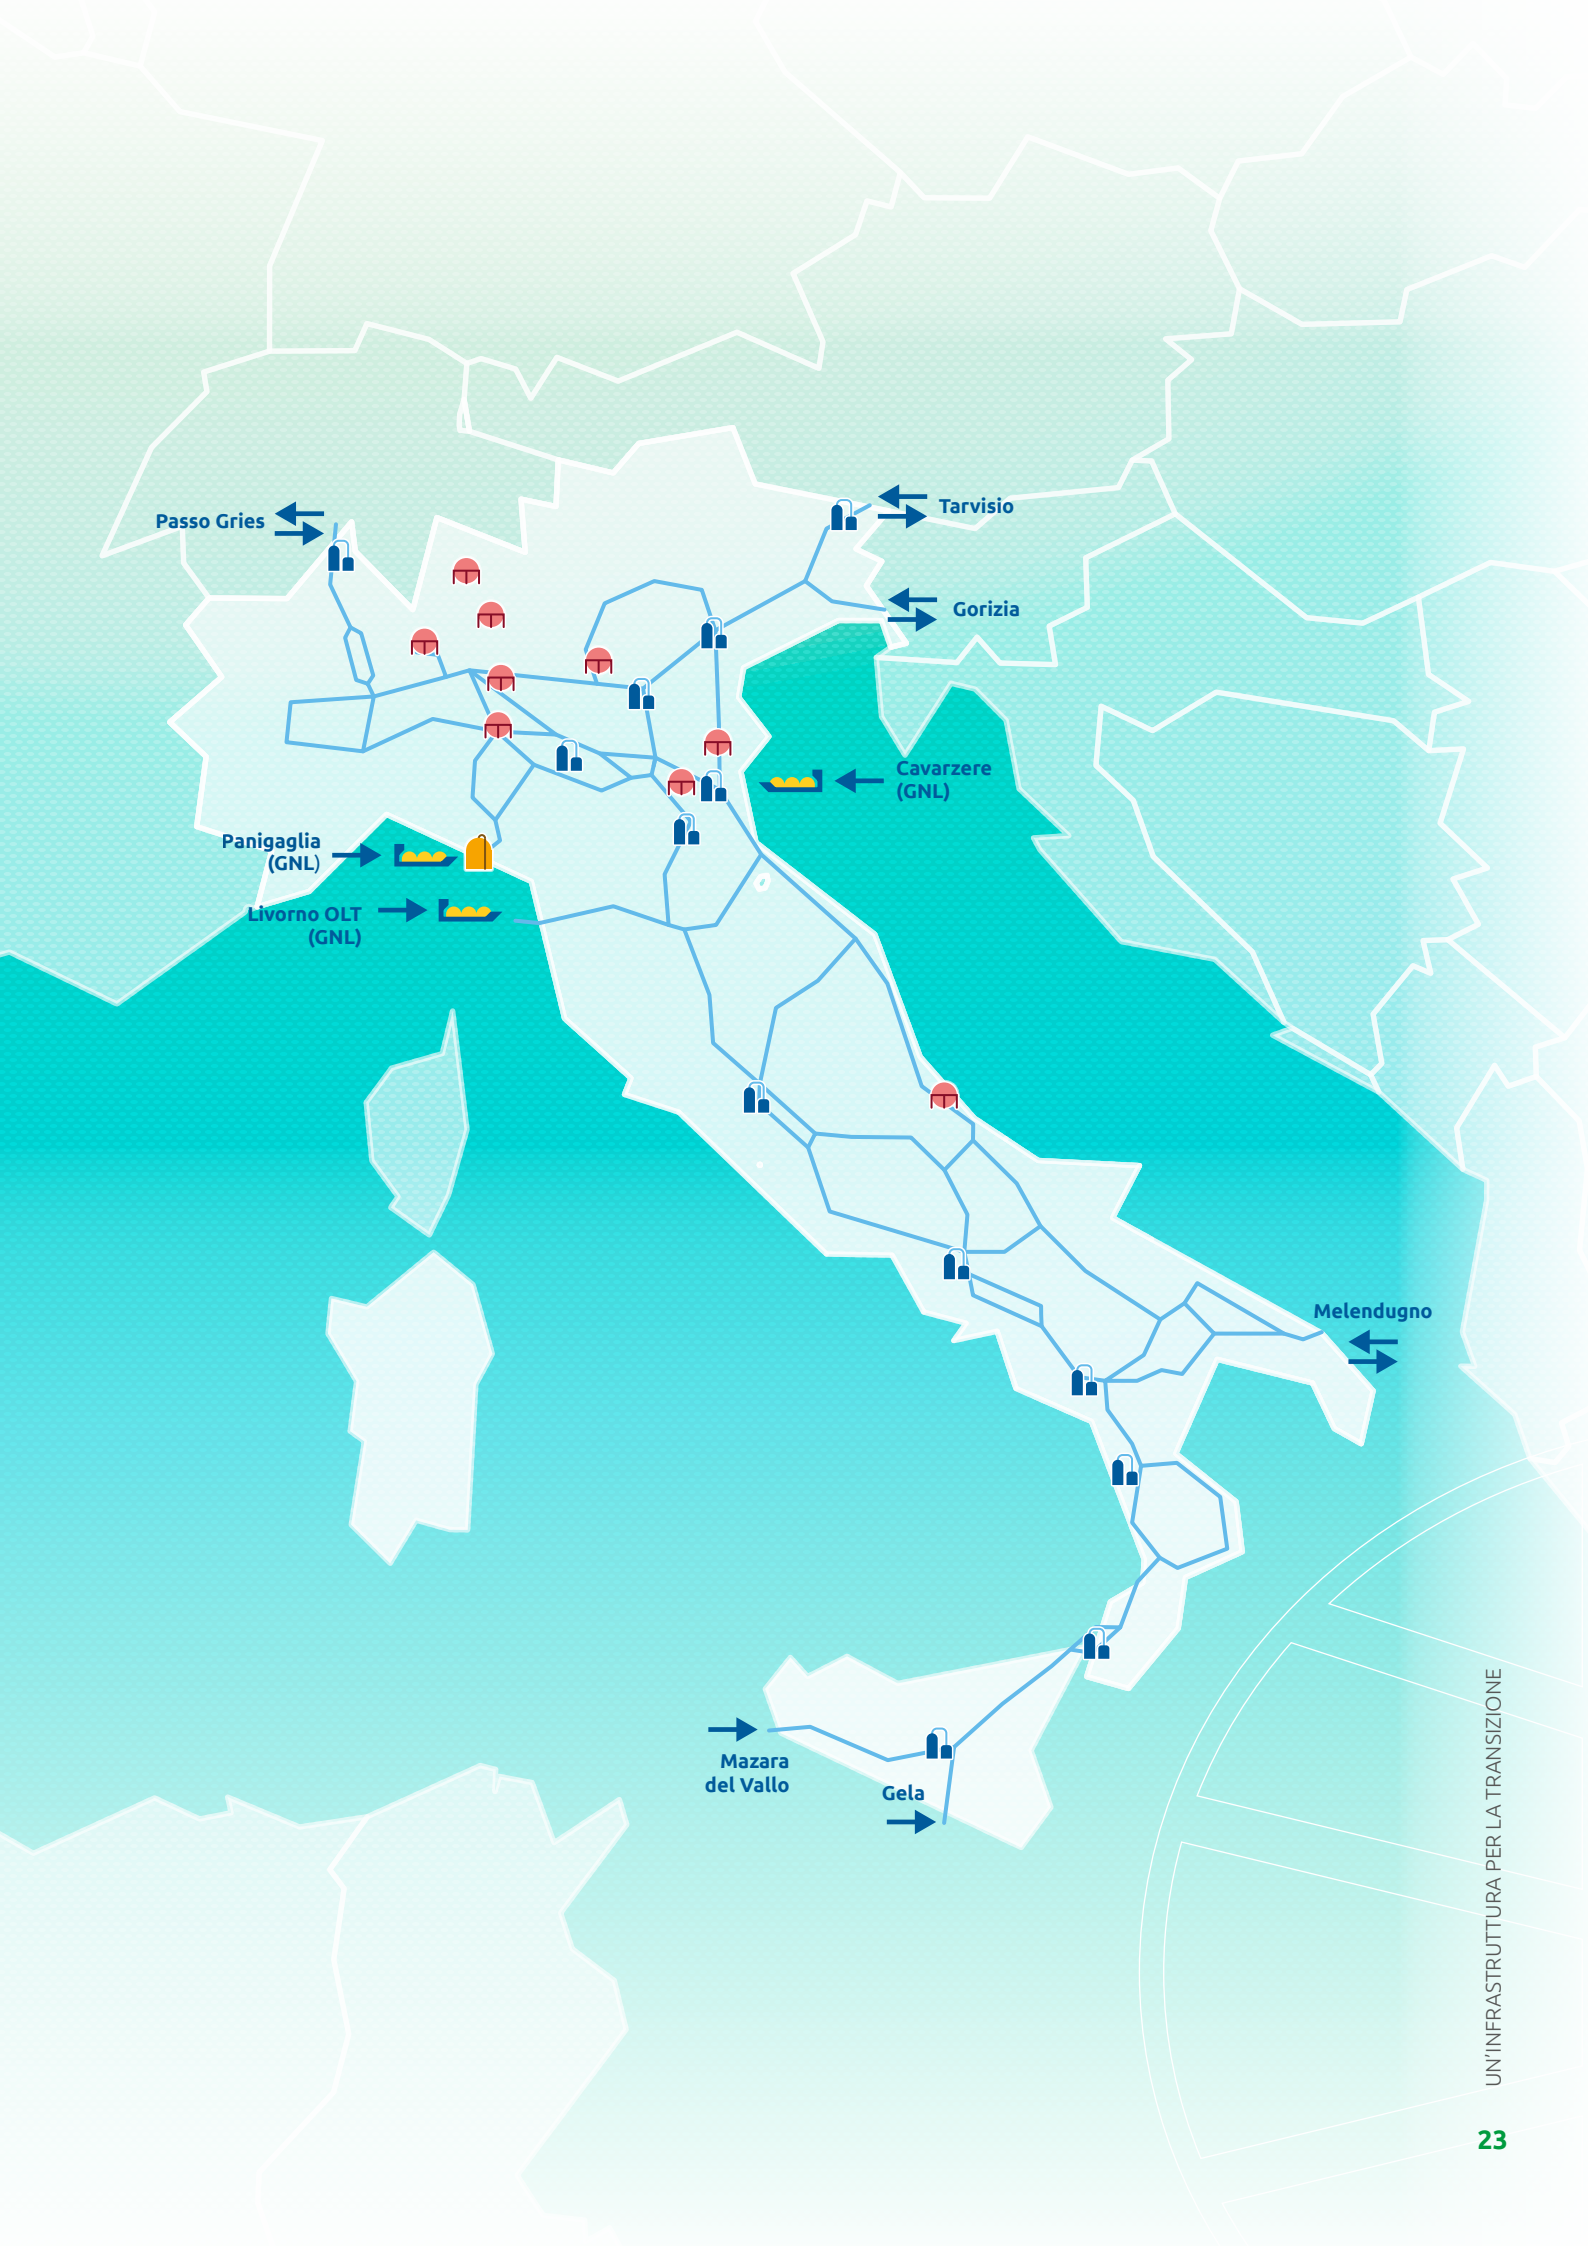 Tarvisio
Passo Gries
Gorizia
Cavarzere
(GNL)
Panigaglia
(GNL)
Livorno OLT
(GNL)
Melendugno
Mazara
del Vallo
Gela
UN'INFRASTRUTTURA PER LA TRANSIZIONE
23